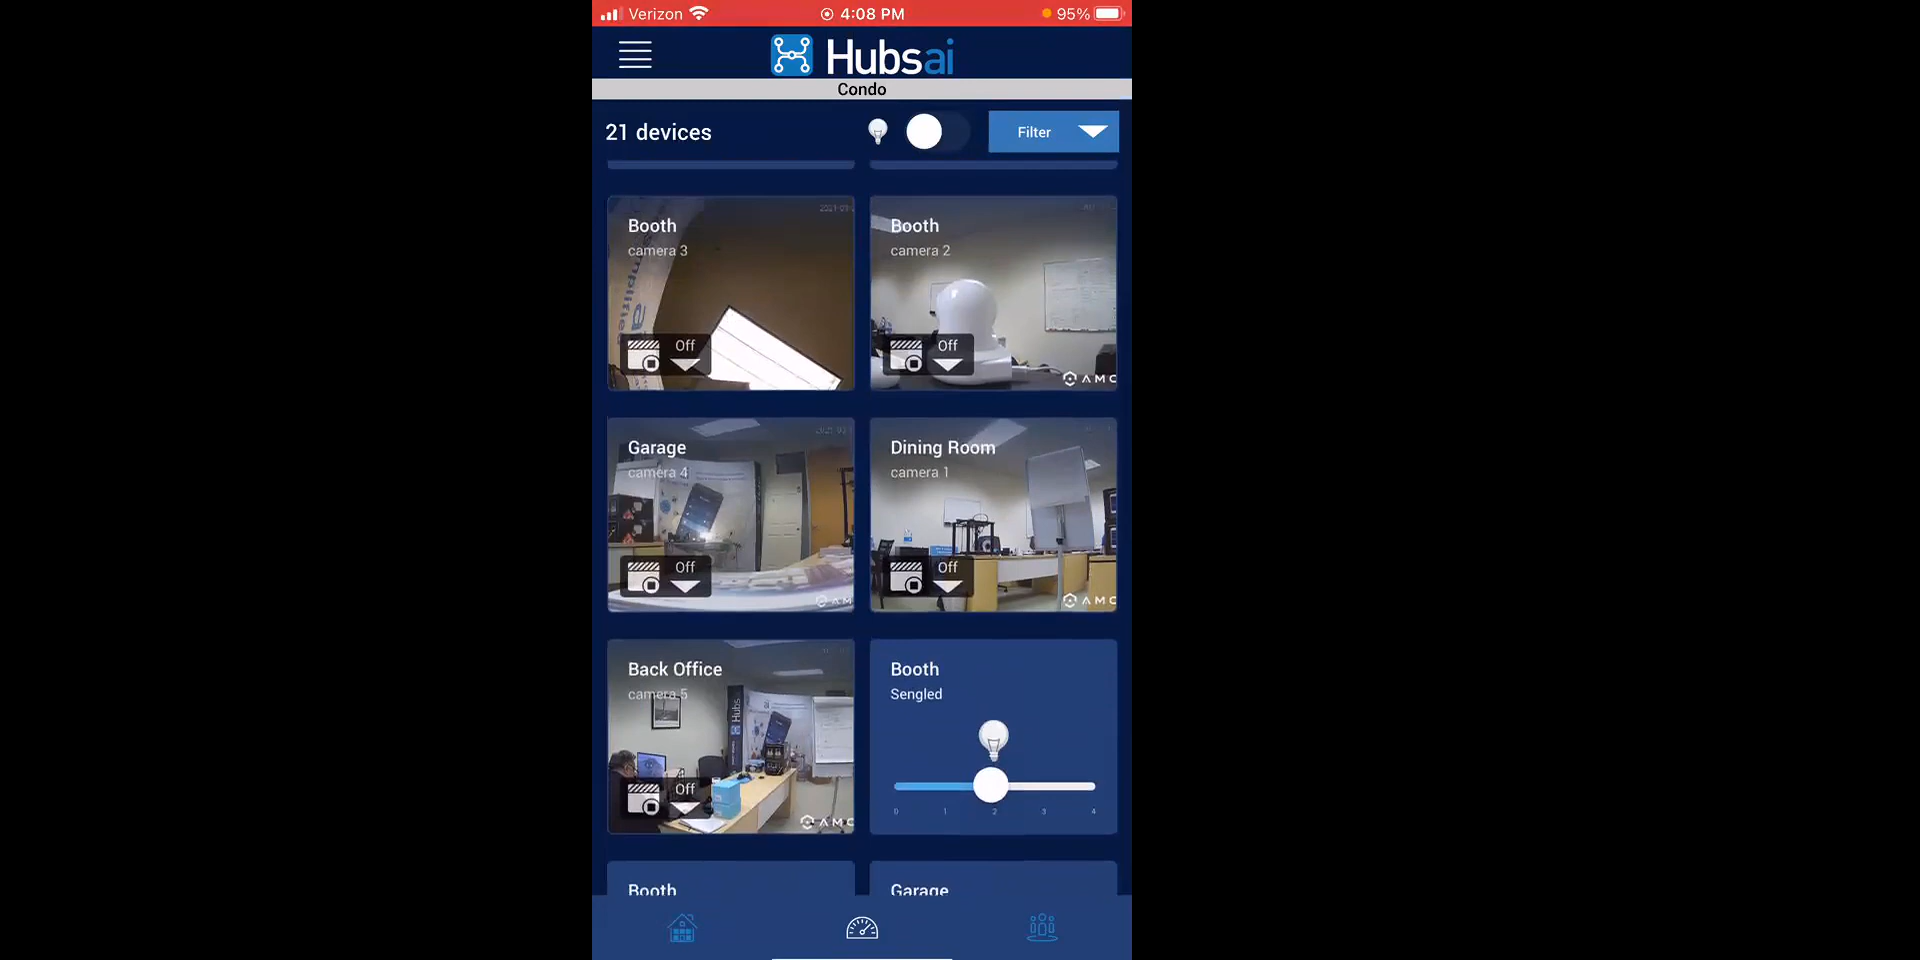 Verizon 4:08 PM 95%
Hubsai
Condo
21 devices Filter
Booth
camera 3
Off
Booth
camera 2
Off
AMC
Garage
camera 4
Off
AM
Dining Room
camera 1
Off
AMC
Back Office
camera 5
Hubs
Off
AMC
Booth
Sengled
0 1 2 3 4
Booth
Garage